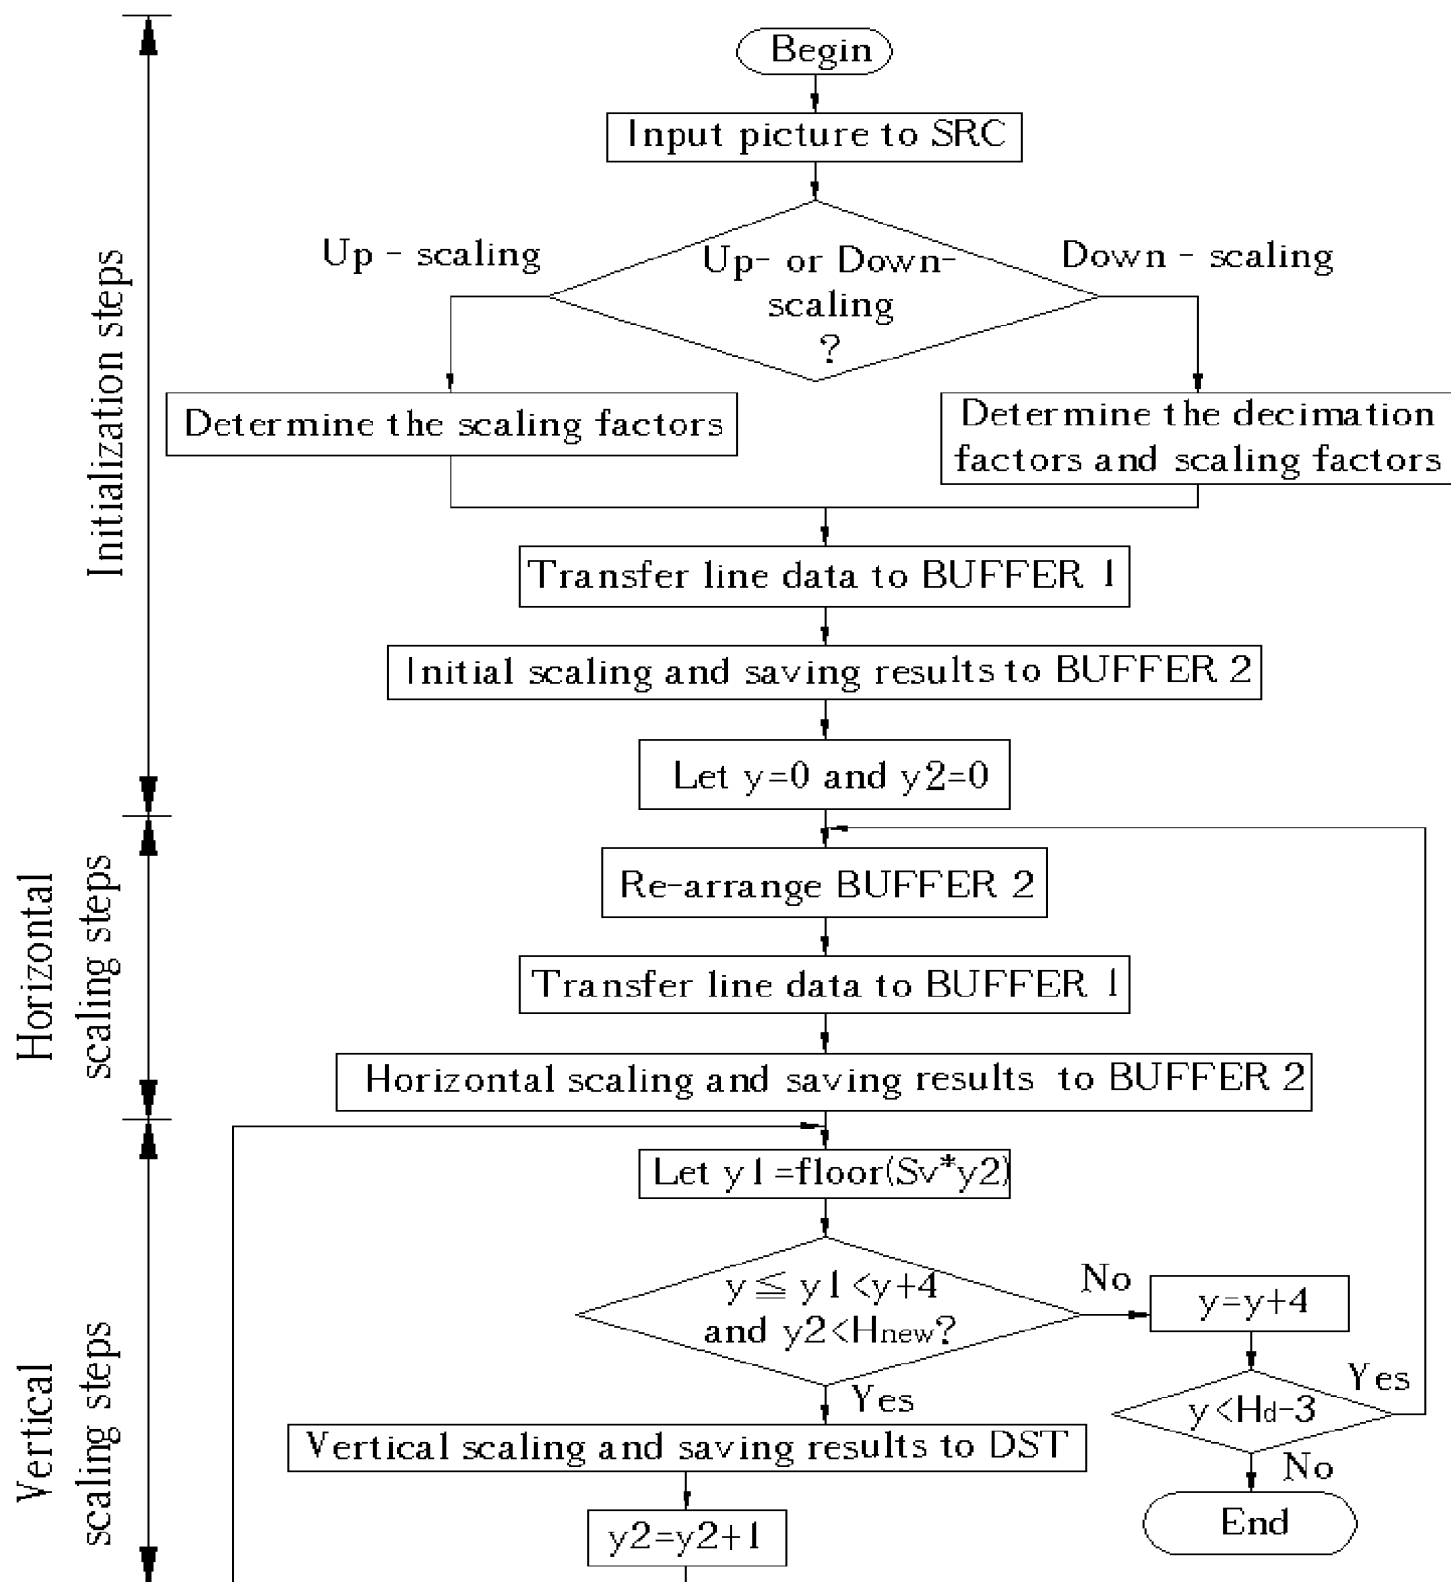 Begin
Input picture to SRC
Up - scaling
Up- or Down-
scaling
?
Down - scaling
Determine the scaling factors
Determine the decimation
factors and scaling factors
Transfer line data to BUFFER 1
Initial scaling and saving results to BUFFER 2
Let y=0 and y2=0
Initialization steps
Re-arrange BUFFER 2
Transfer line data to BUFFER 1
Horizontal scaling and saving results to BUFFER 2
Horizontal
scaling steps
Let y1=floor(Sv*y2)
y ≦ y1<y+4
and y2<Hnew?
No
y=y+4
Yes
y<Hd-3
Yes
No
Vertical scaling and saving results to DST
y2=y2+1
End
Vertical
scaling steps